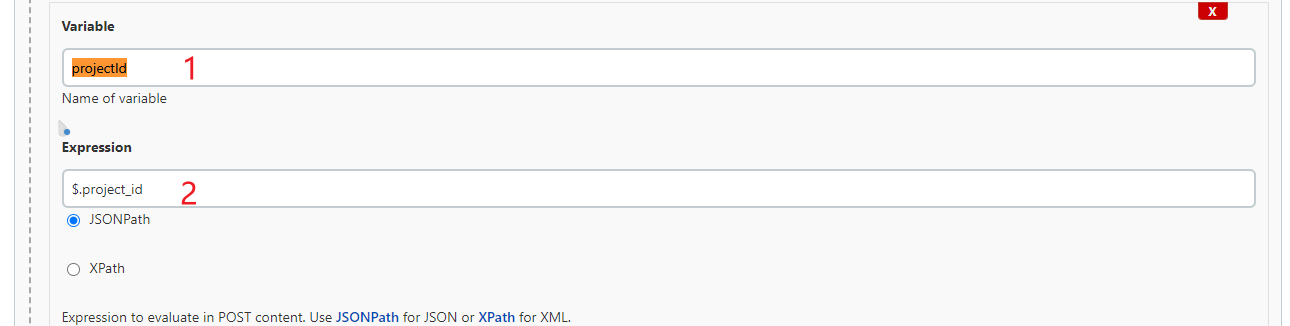 X
Variable
projectId 1
Name of variable
Expression
$.project_id 2
JSONPath
XPath
Expression to evaluate in POST content. Use JSONPath for JSON or XPath for XML.